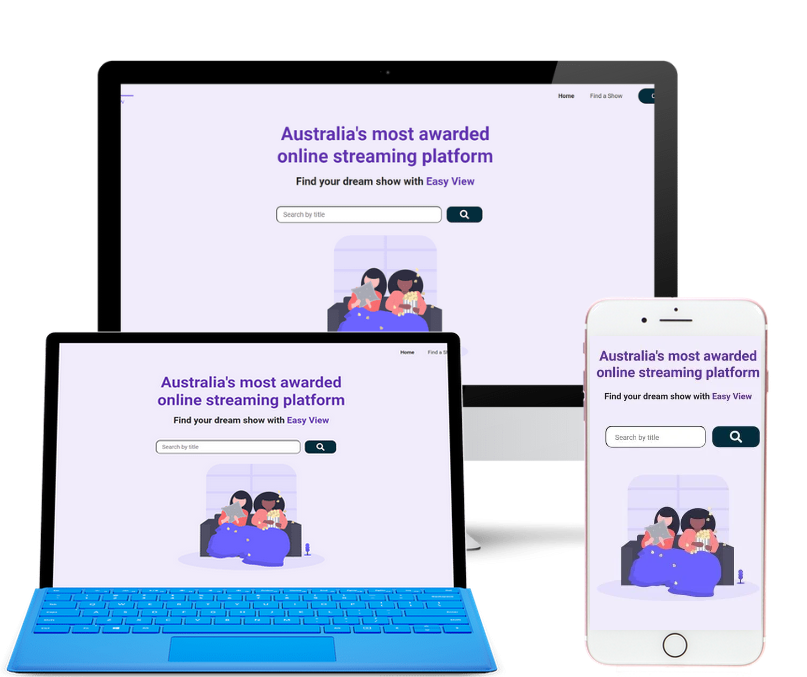 Home Find a Show
Australia's most awarded
online streaming platform
Find your dream show with Easy View
Search by title
Home Find a S
Australia's most awarded
online streaming platform
Find your dream show with Easy View
Search by title
Australia's most awarded
online streaming platform
Find your dream show with Easy View
Search by title